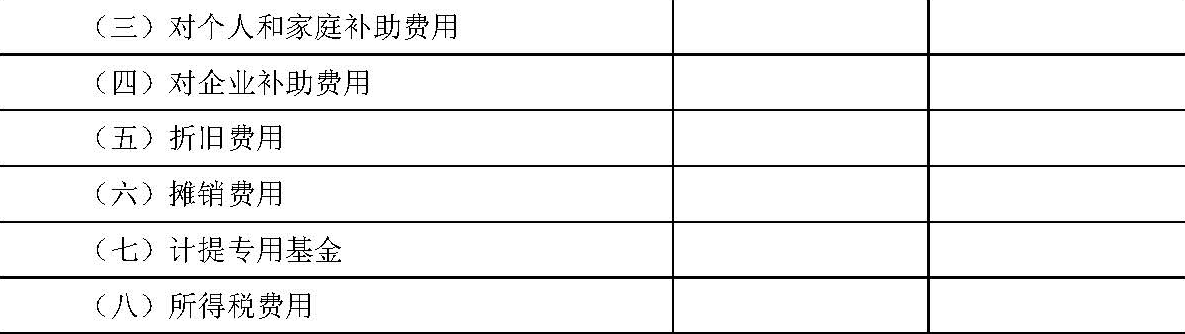 （三）对个人和家庭补助费用
（四）对企业补助费用
（五）折旧费用
（六）摊销费用
（七）计提专用基金
（八）所得税费用